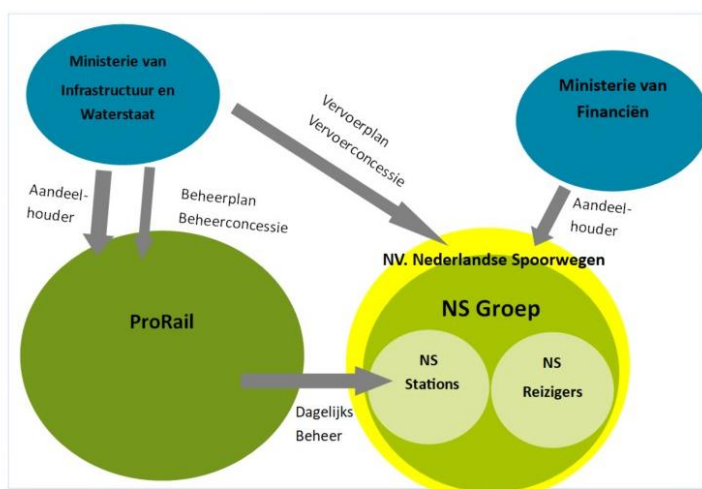 Ministerie van
Infrastructuur en
Waterstaat
Ministerie van
Financiën
Vervoerplan
Vervoerconcessie
Aandeel-
houder
Beheerplan
Beheerconcessie
Aandeel-
houder
NV. Nederlandse Spoorwegen
ProRail
NS Groep
NS
Stations
NS
Reizigers
Dagelijks
Beheer